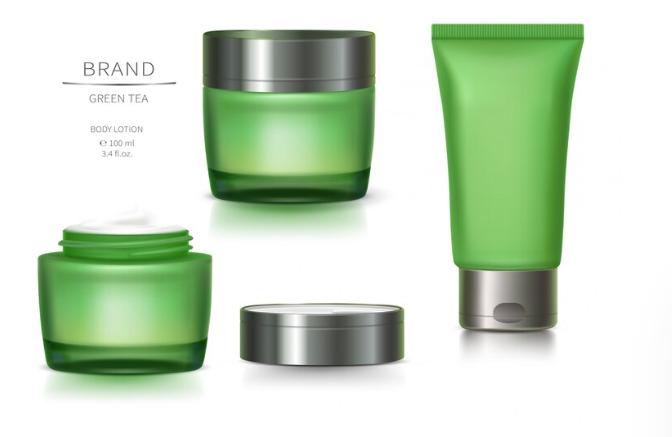 BRAND
GREEN TEA
BODY LOTION
℮ 100 ml
3.4 fl.oz.